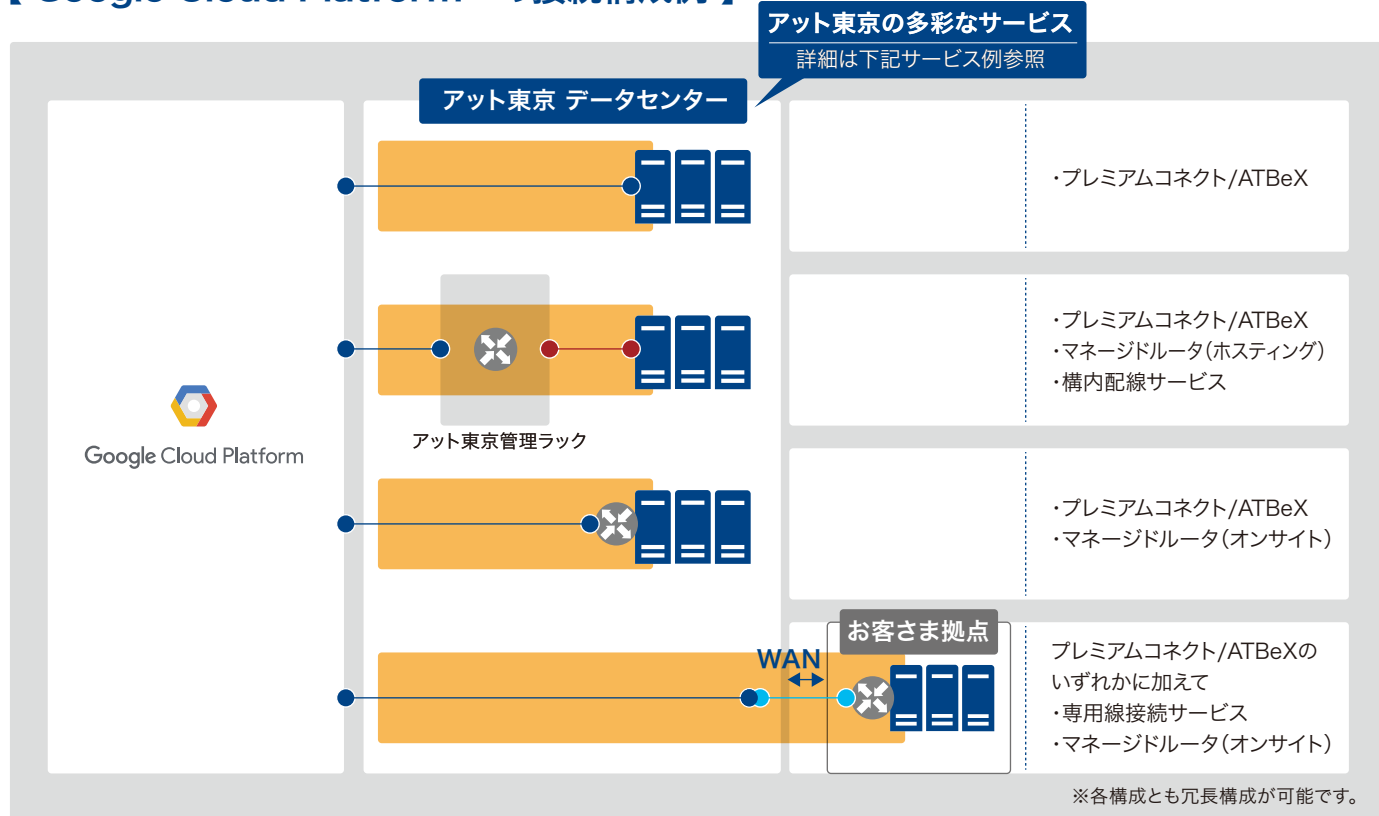 【 Google Cloud Platform
接続構成例 】
アット東京の多彩なサービス
詳細は下記サービス例参照
アット東京 データセンター
・プレミアムコネクト/ATBeX
・プレミアムコネクト/ATBeX
・マネージドルータ(ホスティング)
・構内配線サービス
アット東京管理ラック
Google Cloud Platform
・プレミアムコネクト/ATBeX
・マネージドルータ(オンサイト)
お客さま拠点
WAN
プレミアムコネクト/ATBeXの
いずれかに加えて
・専用線接続サービス
・マネージドルータ(オンサイト)
※各構成とも冗長構成が可能です。